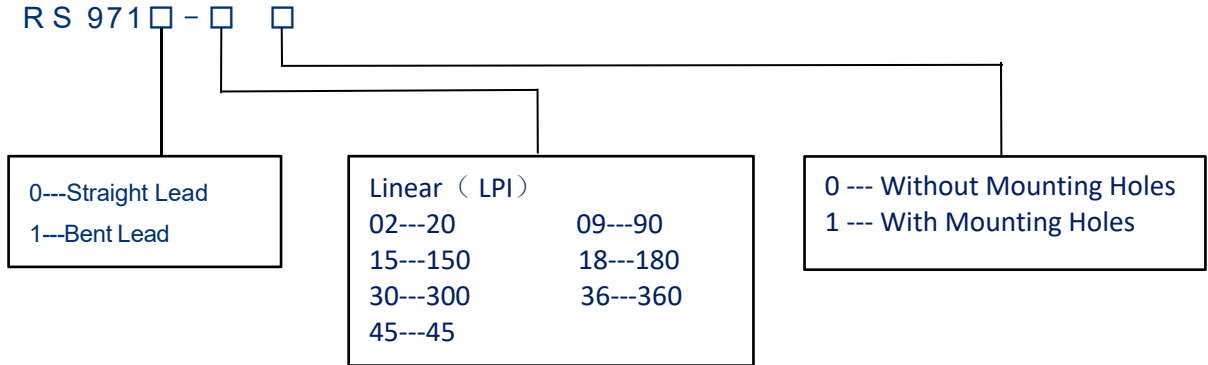 RS 971□-□ □
0---Straight Lead
1---Bent Lead
Linear（LPI）
02---20 09---90
15---150 18---180
30---300 36---360
45---45
0 --- Without Mounting Holes
1 --- With Mounting Holes